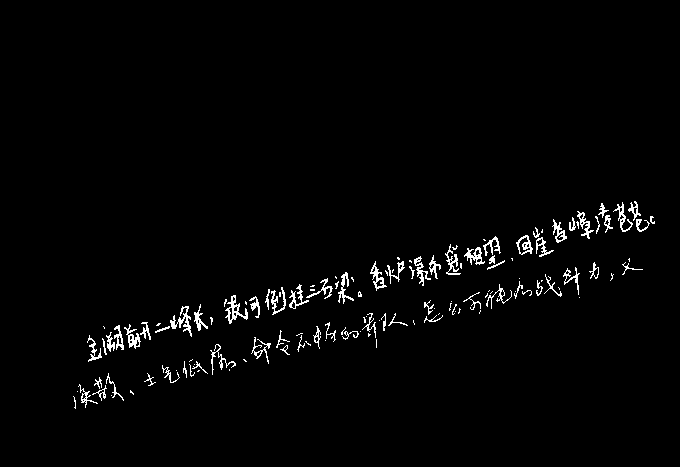 金阙前开二峰长，银河倒挂三石梁。香炉瀑布遥相望，回崖沓嶂凌苍苍。
涣散、士气低落、命令不畅的军队，怎么可能有战斗力，又